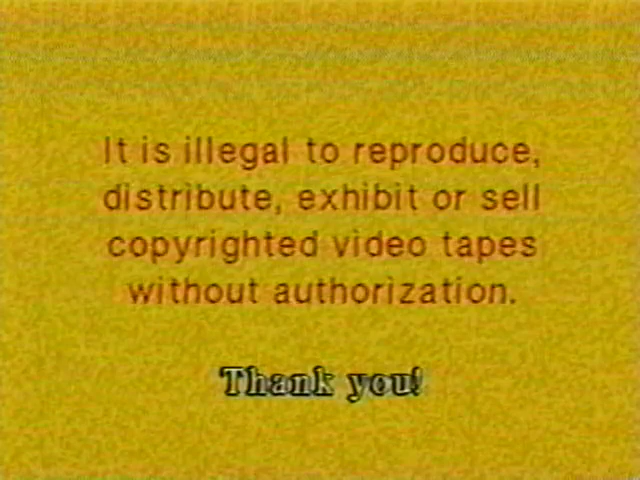 It is illegal to reproduce,
distribute, exhibit or sell
copyrighted video tapes
without authorization.
Thank you!